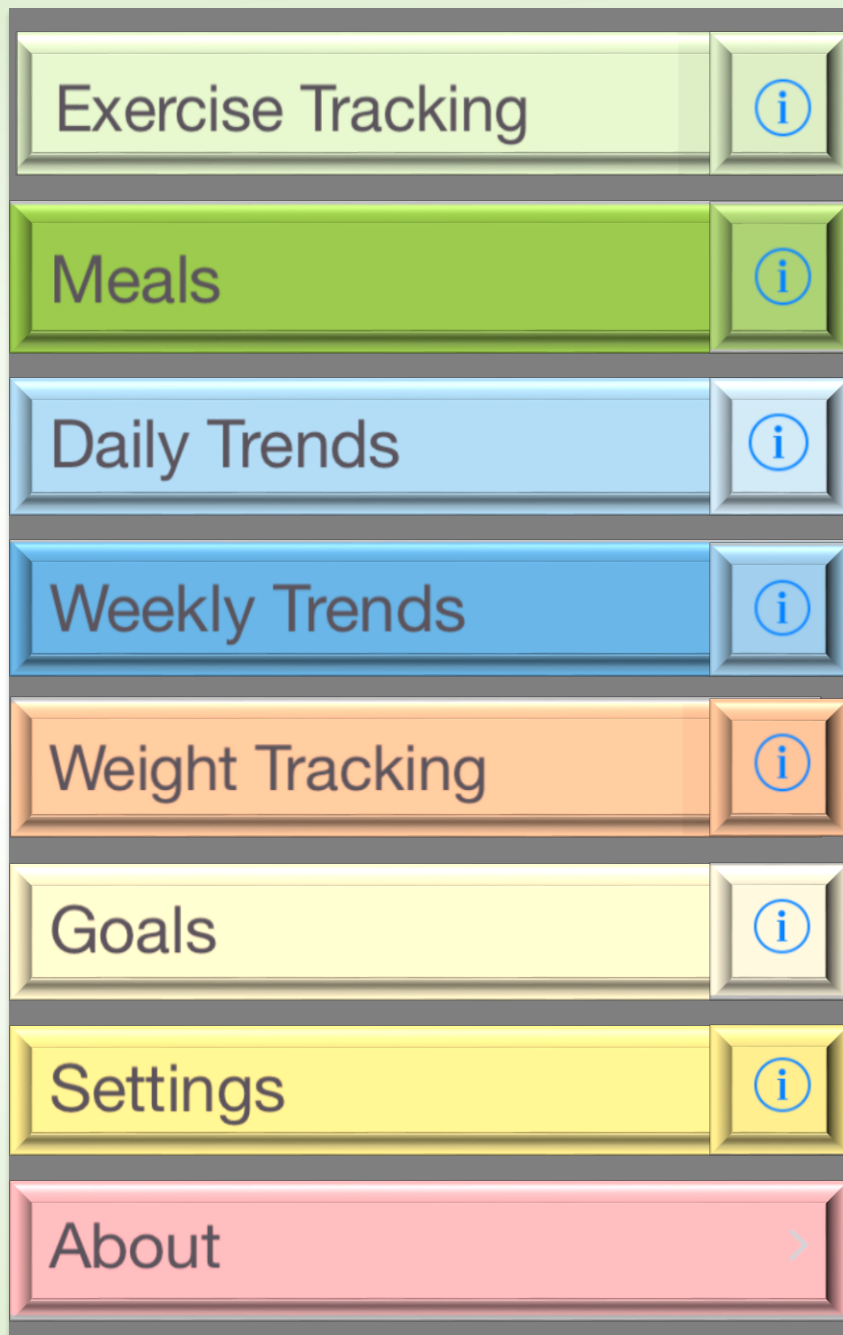 Exercise Tracking
Meals
Daily Trends
Weekly Trends
Weight Tracking
Goals
Settings
About